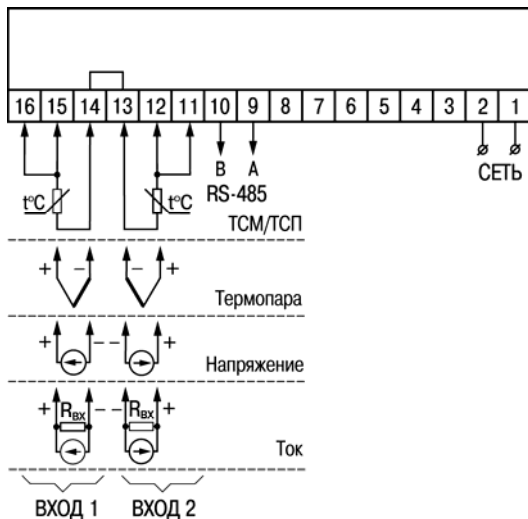 16 15 14 13 12 11 10 9 8 7 6 5 4 3 2 1
B A
RS-485
СЕТЬ
t°C t°C
ТСМ/ТСП
+ – – +
Термопара
+ – – +
Напряжение
+ Rвх – – Rвх +
Ток
ВХОД 1 ВХОД 2